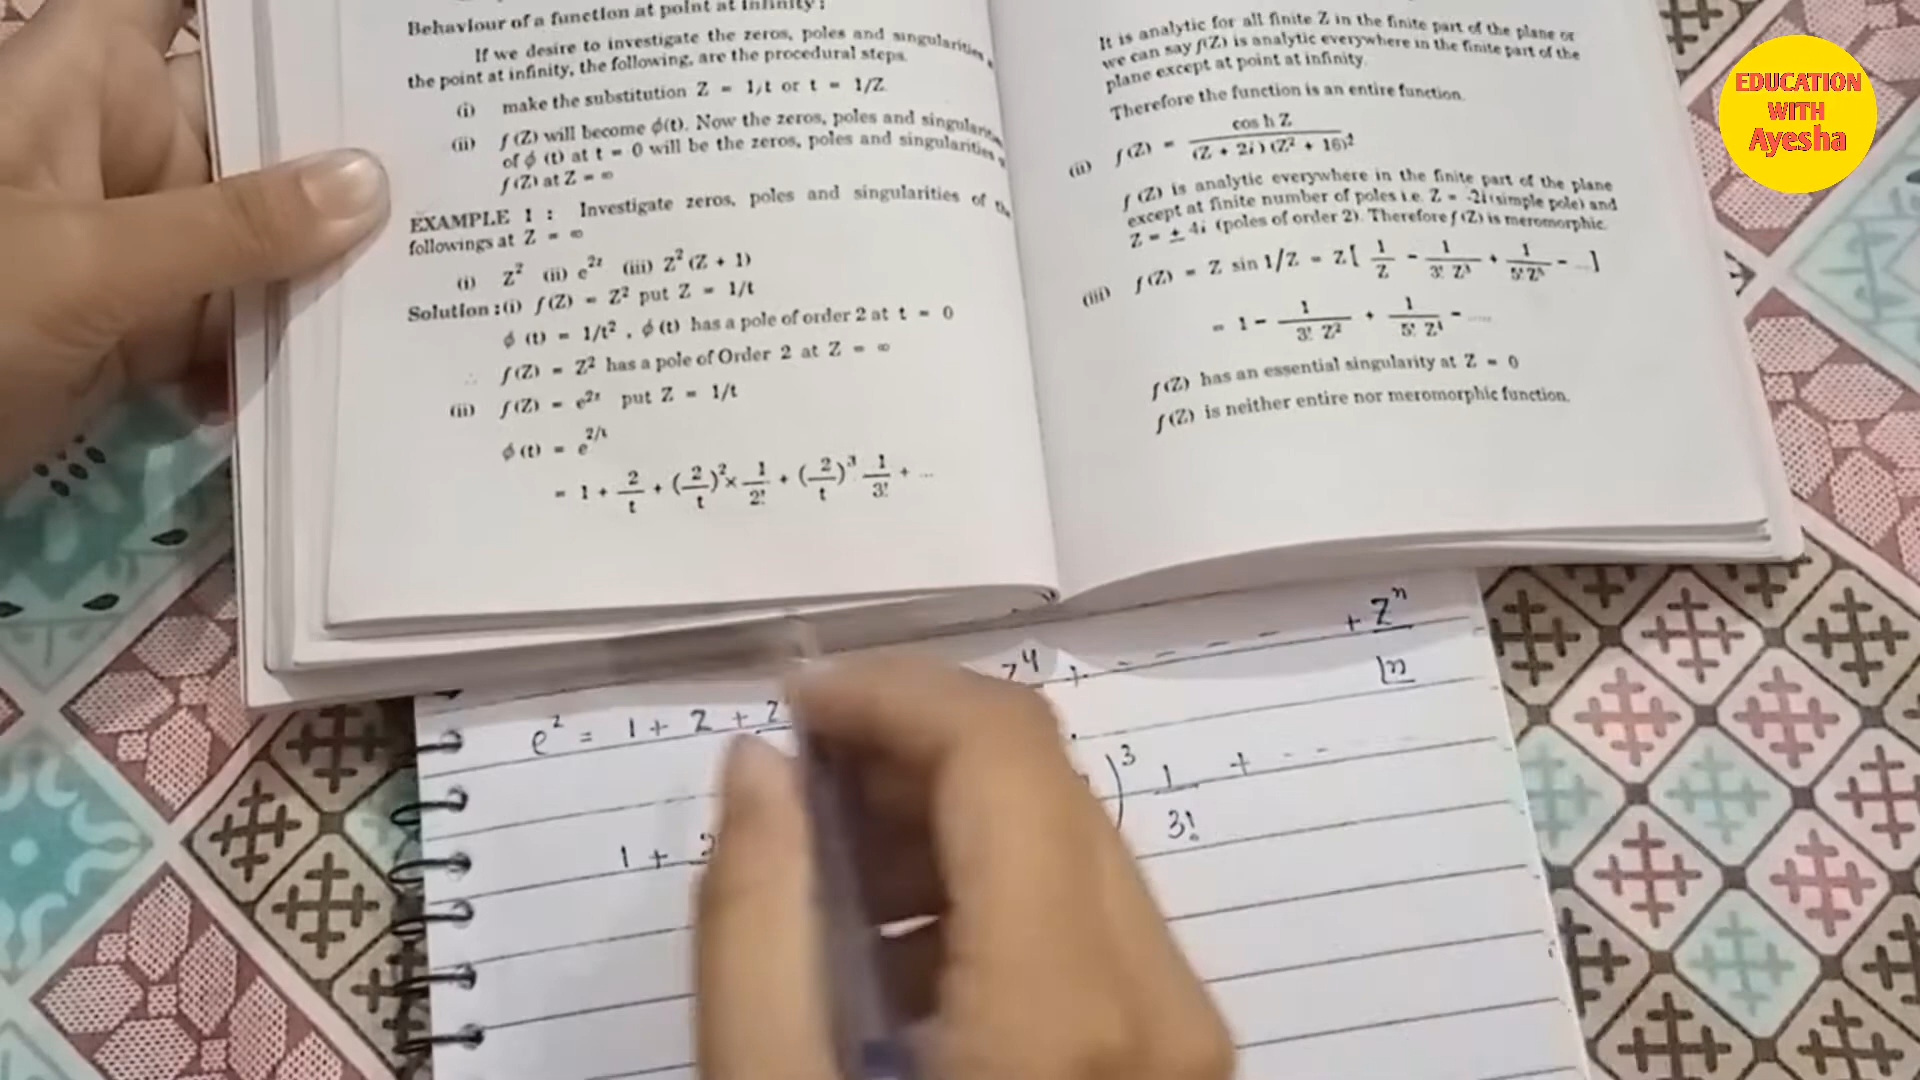 Behaviour of a function at point at infinity:
If we desire to investigate the zeros, poles and singularities
the point at infinity, the following, are the procedural steps.
(i) make the substitution Z = 1/t or t = 1/Z
(ii) f(Z) will become ϕ(t). Now the zeros, poles and
of ϕ (t) at t = 0 will be the zeros, poles and singularities
f(Z) at Z = ∞
EXAMPLE 1 : Investigate zeros, poles and singularities of
followings at Z = ∞
(i) Z² (ii) e²ᶻ (iii) Z² (Z + 1)
Solution : (i) f(Z) = Z² put Z = 1/t
ϕ (t) = 1/t² . ϕ(t) has a pole of order 2 at t = 0
∴ f(Z) = Z² has a pole of Order 2 at Z = ∞
(ii) f(Z) = e²ᶻ put Z = 1/t
ϕ(t) = e^(2/t)
= 1 + 2/t + (2/t)² × 1/2! + (2/t)³ 1/3! + ...
It is analytic for all finite Z in the finite part of the plane or
we can say f(Z) is analytic everywhere in the finite part of the
plane except at point at infinity.
Therefore the function is an entire function.
(ii) f(Z) = cos h Z / (Z + 2i) (Z² + 16)²
f(Z) is analytic everywhere in the finite part of the plane
except at finite number of poles i.e. Z = -2i (simple pole) and
Z = ± 4i (poles of order 2). Therefore f(Z) is meromorphic.
(iii) f(Z) = Z sin 1/Z = Z [ 1/Z - 1/3! Z³ + 1/5! Z⁵ - ... ]
= 1 - 1/3! Z² + 1/5! Z⁴ - ....
f(Z) has an essential singularity at Z = 0
f(Z) is neither entire nor meromorphic function.
EDUCATION
WITH
Ayesha
e^z = 1 + z + z z⁴ + - - - - - + zⁿ/|n
1 + )³ 1/3! + - - -